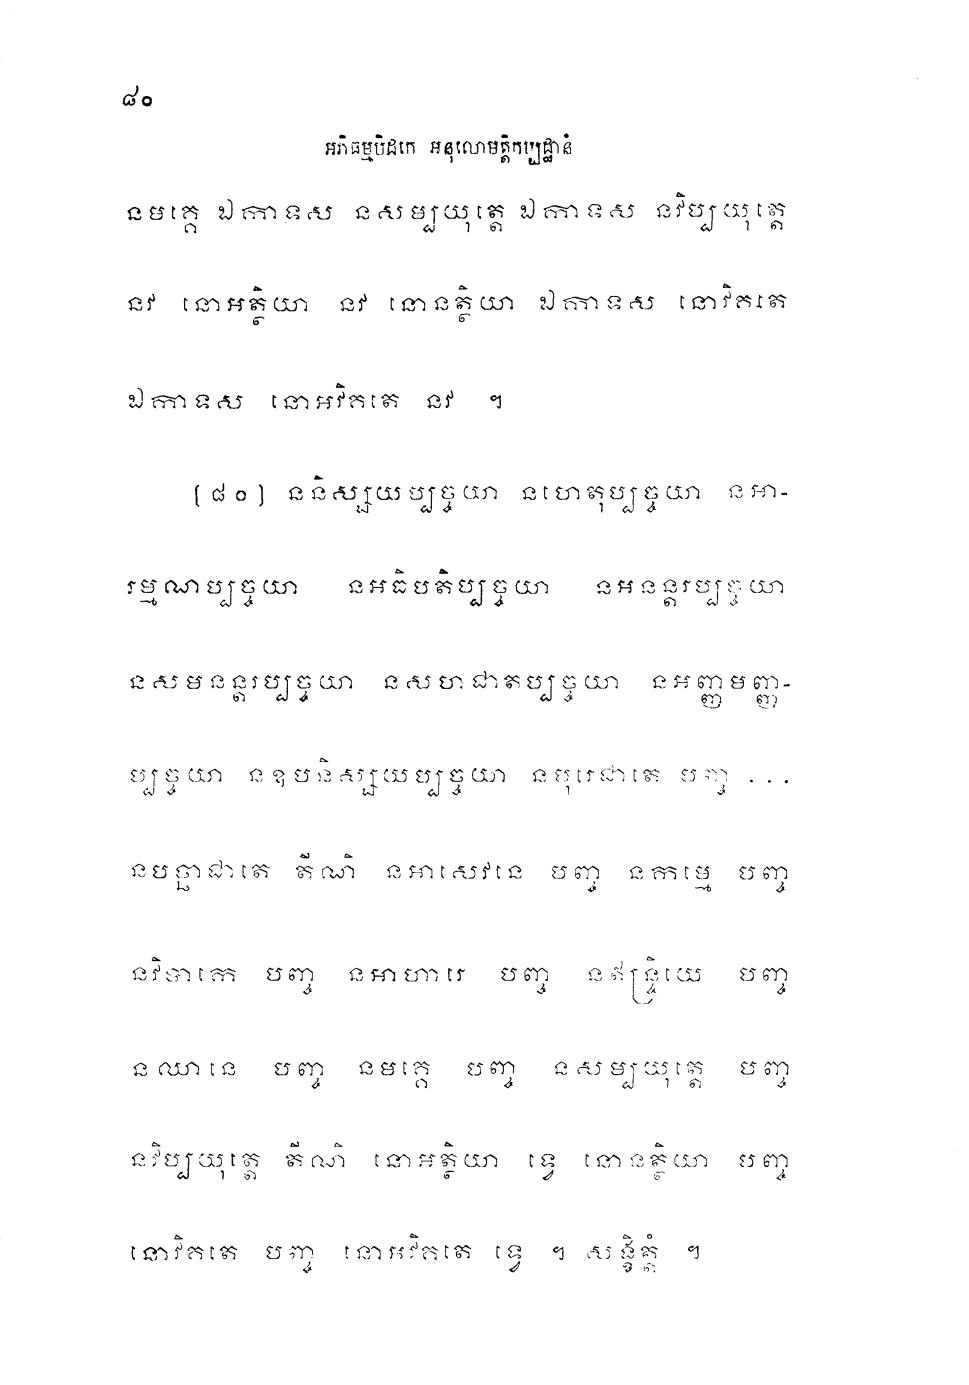 ៨០
អភិធម្មបិដកេ អនុលោមត្តិកប្បដ្ឋានំ
នមគ្គេ ឯកាទស នសម្បយុត្តេ ឯកាទស នវិប្បយុត្តេ
នវ នោអត្ថិយា នវ នោនត្ថិយា ឯកាទស នោវិគតេ
ឯកាទស នោអវិគតេ នវ ។
[៨០] ននិស្សយប្បច្ចយា នហេតុប្បច្ចយា នអា-
រម្មណប្បច្ចយា នអធិបតិប្បច្ចយា នអនន្តរប្បច្ចយា
នសមនន្តរប្បច្ចយា នសហជាតប្បច្ចយា នអញ្ញមញ្ញ-
ប្បច្ចយា នឧបនិស្សយប្បច្ចយា នបុរេជាតេ បញ្ច ...
នបច្ឆាជាតេ តីណិ នអាសេវនេ បញ្ច នកម្មេ បញ្ច
នវិបាកេ បញ្ច នអាហារេ បញ្ច នឥន្ទ្រិយេ បញ្ច
នឈានេ បញ្ច នមគ្គេ បញ្ច នសម្បយុត្តេ បញ្ច
នវិប្បយុត្តេ តីណិ នោអត្ថិយា ទ្វេ នោនត្ថិយា បញ្ច
នោវិគតេ បញ្ច នោអវិគតេ ទ្វេ ។ សង្ខិត្តំ ។